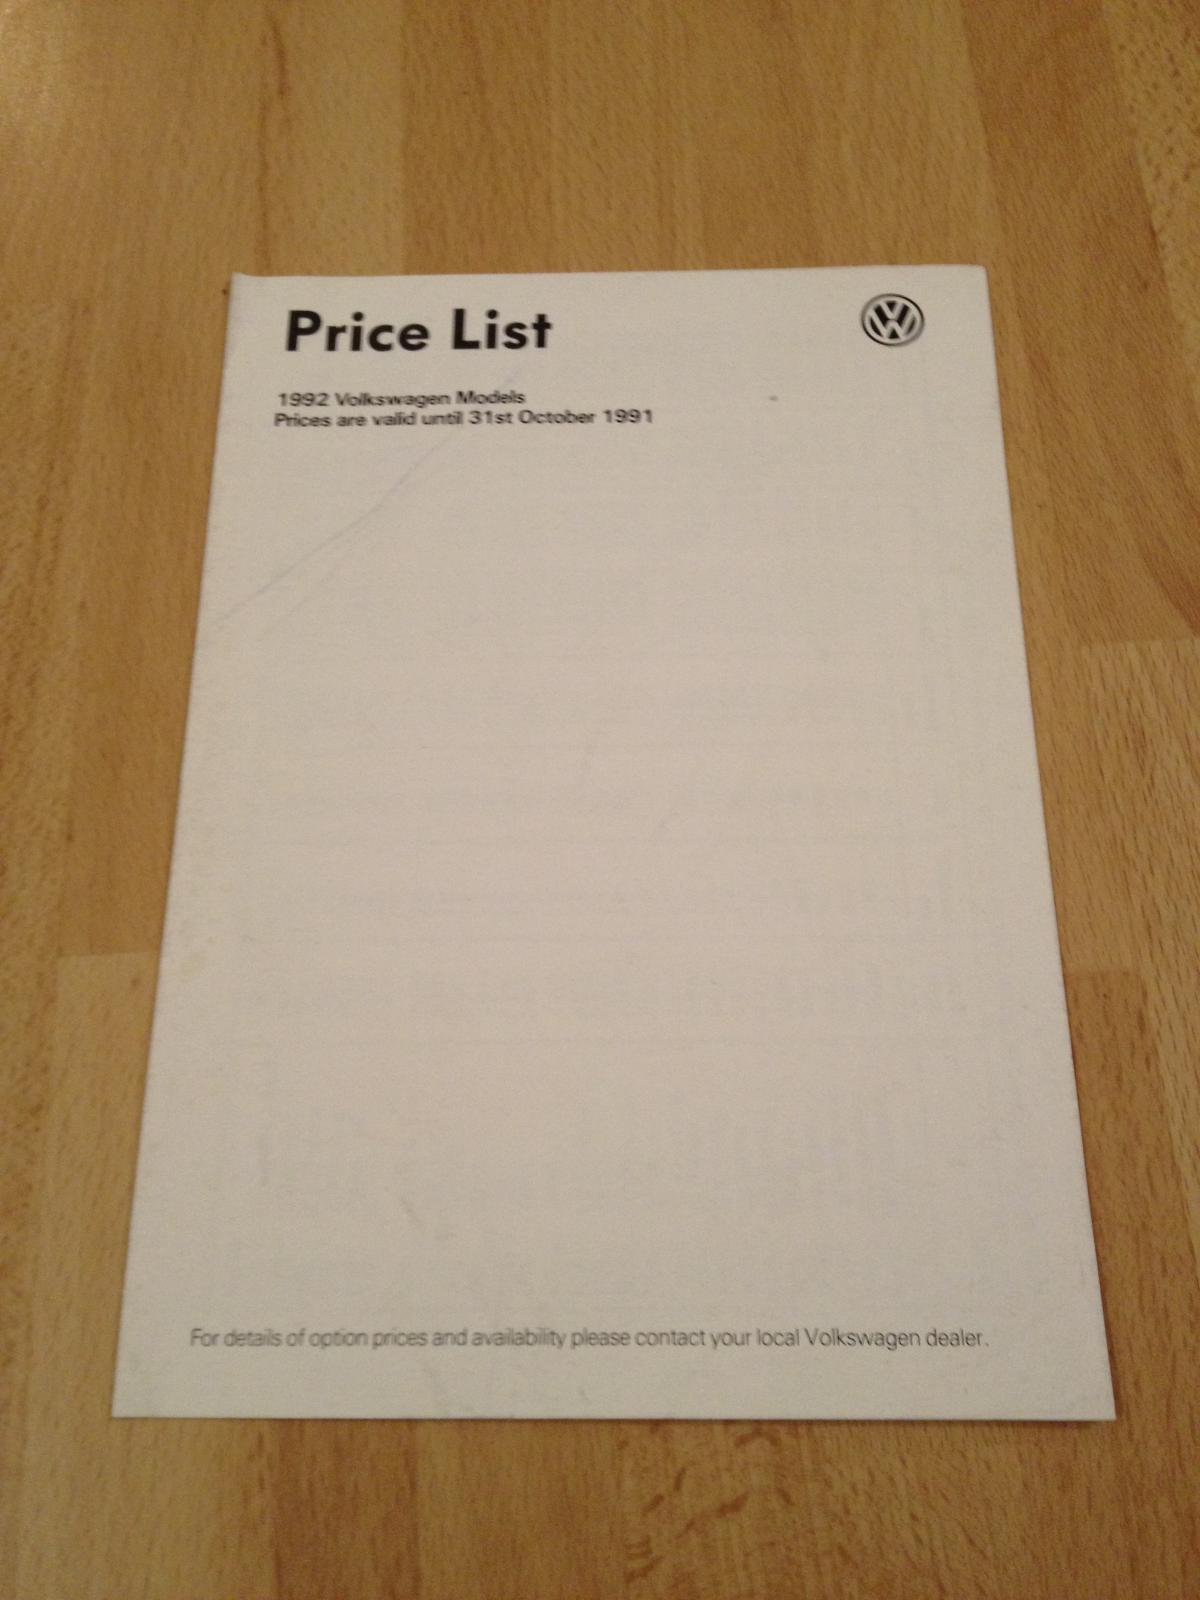 Price List
1992 Volkswagen Models
Prices are valid until 31st October 1991
For details of option prices and availability please contact your local Volkswagen dealer.